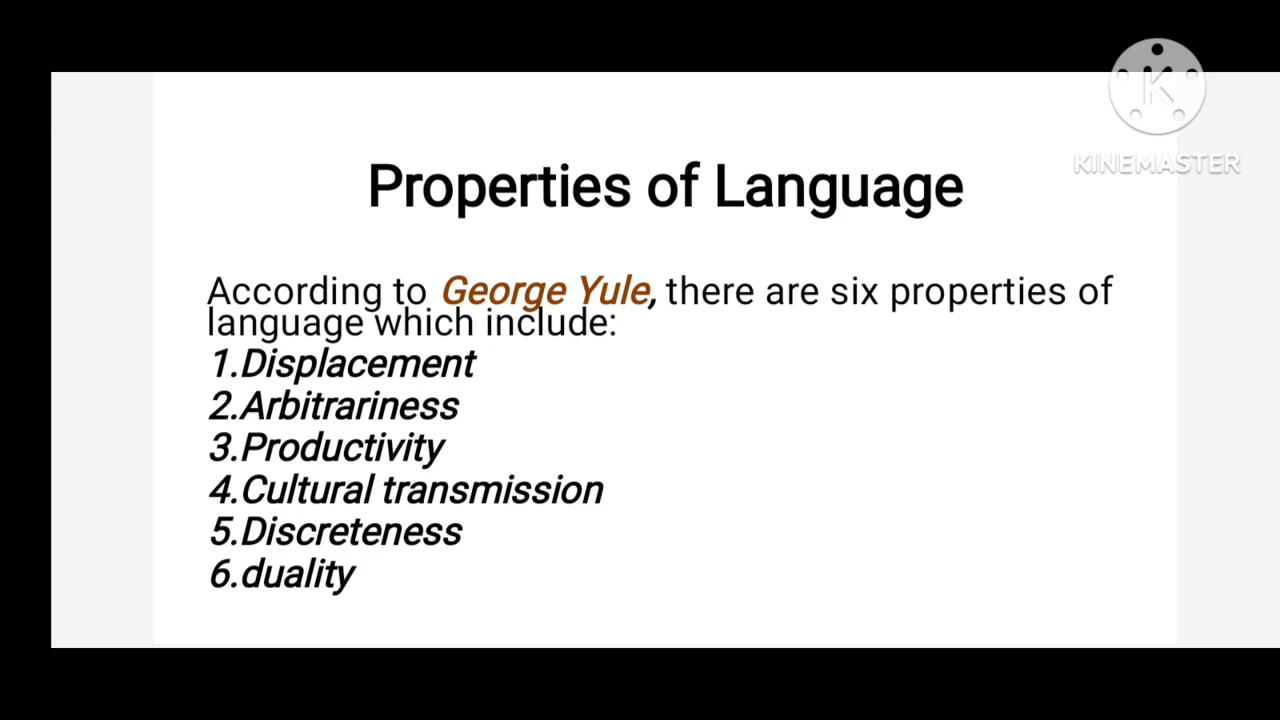 KINEMASTER
Properties of Language
According to George Yule, there are six properties of
language which include:
1.Displacement
2.Arbitrariness
3.Productivity
4.Cultural transmission
5.Discreteness
6.duality